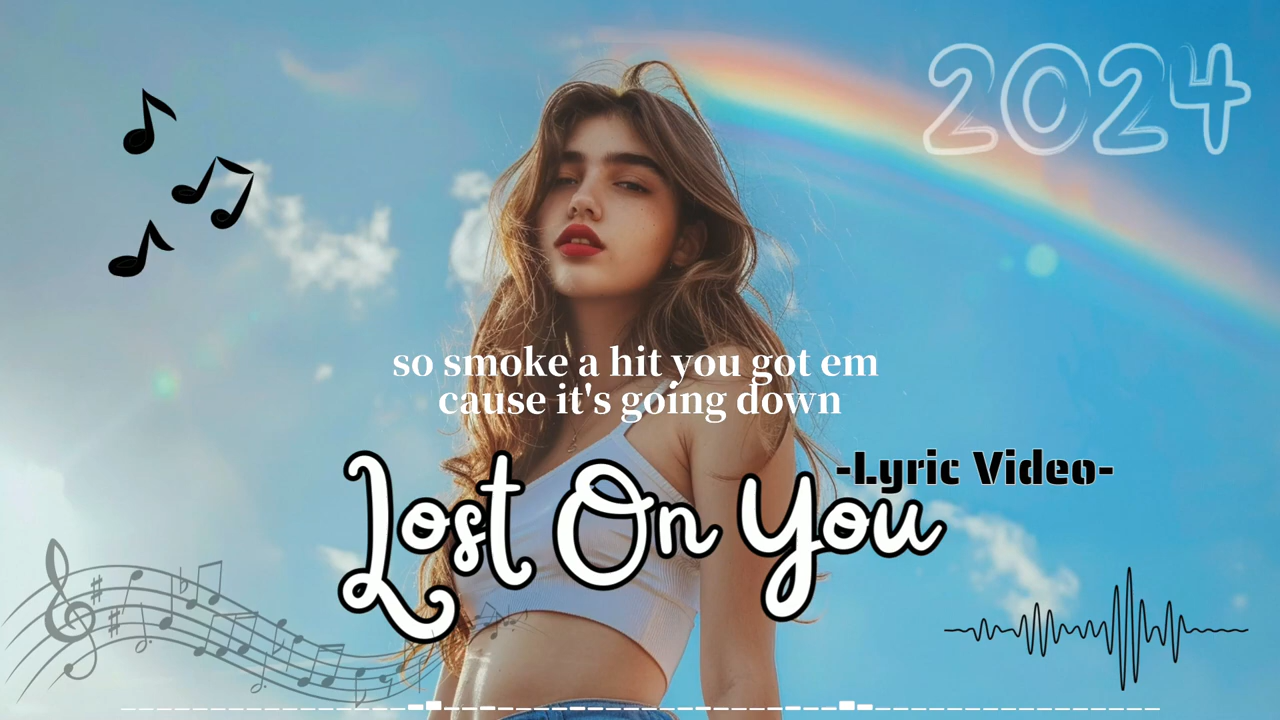 2024
so smoke a hit you got em
cause it's going down
-Lyric Video-
Lost On You